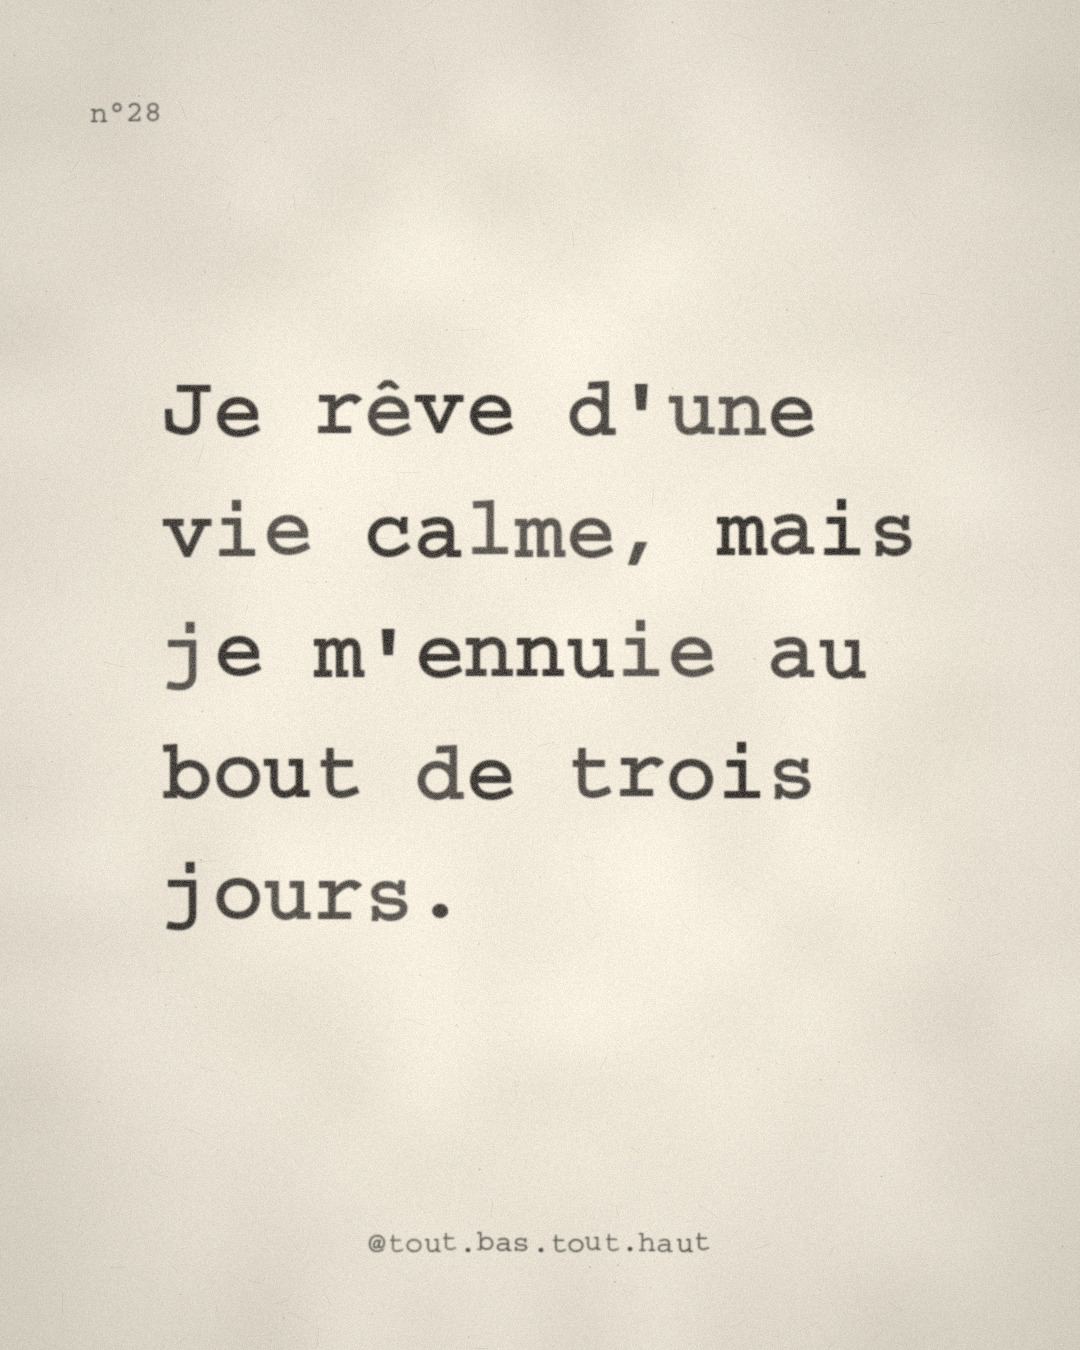 n°28
Je rêve d'une
vie calme, mais
je m'ennuie au
bout de trois
jours.
@tout.bas.tout.haut